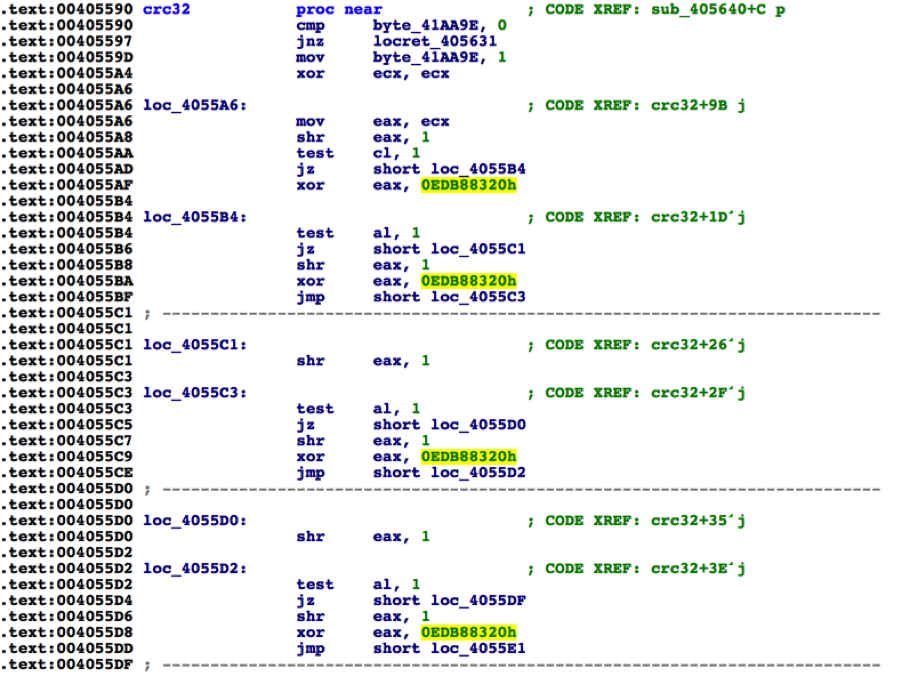 .text:00405590 crc32 proc near ; CODE XREF: sub_405640+C p
.text:00405590 cmp byte_41AA9E, 0
.text:00405597 jnz locret_405631
.text:0040559D mov byte_41AA9E, 1
.text:004055A4 xor ecx, ecx
.text:004055A6
.text:004055A6 loc_4055A6: ; CODE XREF: crc32+9B j
.text:004055A6 mov eax, ecx
.text:004055A8 shr eax, 1
.text:004055AA test cl, 1
.text:004055AD jz short loc_4055B4
.text:004055AF xor eax, 0EDB88320h
.text:004055B4
.text:004055B4 loc_4055B4: ; CODE XREF: crc32+1D´j
.text:004055B4 test al, 1
.text:004055B6 jz short loc_4055C1
.text:004055B8 shr eax, 1
.text:004055BA xor eax, 0EDB88320h
.text:004055BF jmp short loc_4055C3
.text:004055C1 ; ---------------------------------------------------------------------------
.text:004055C1
.text:004055C1 loc_4055C1: ; CODE XREF: crc32+26´j
.text:004055C1 shr eax, 1
.text:004055C3
.text:004055C3 loc_4055C3: ; CODE XREF: crc32+2F´j
.text:004055C3 test al, 1
.text:004055C5 jz short loc_4055D0
.text:004055C7 shr eax, 1
.text:004055C9 xor eax, 0EDB88320h
.text:004055CE jmp short loc_4055D2
.text:004055D0 ; ---------------------------------------------------------------------------
.text:004055D0
.text:004055D0 loc_4055D0: ; CODE XREF: crc32+35´j
.text:004055D0 shr eax, 1
.text:004055D2
.text:004055D2 loc_4055D2: ; CODE XREF: crc32+3E´j
.text:004055D2 test al, 1
.text:004055D4 jz short loc_4055DF
.text:004055D6 shr eax, 1
.text:004055D8 xor eax, 0EDB88320h
.text:004055DD jmp short loc_4055E1
.text:004055DF ; ---------------------------------------------------------------------------